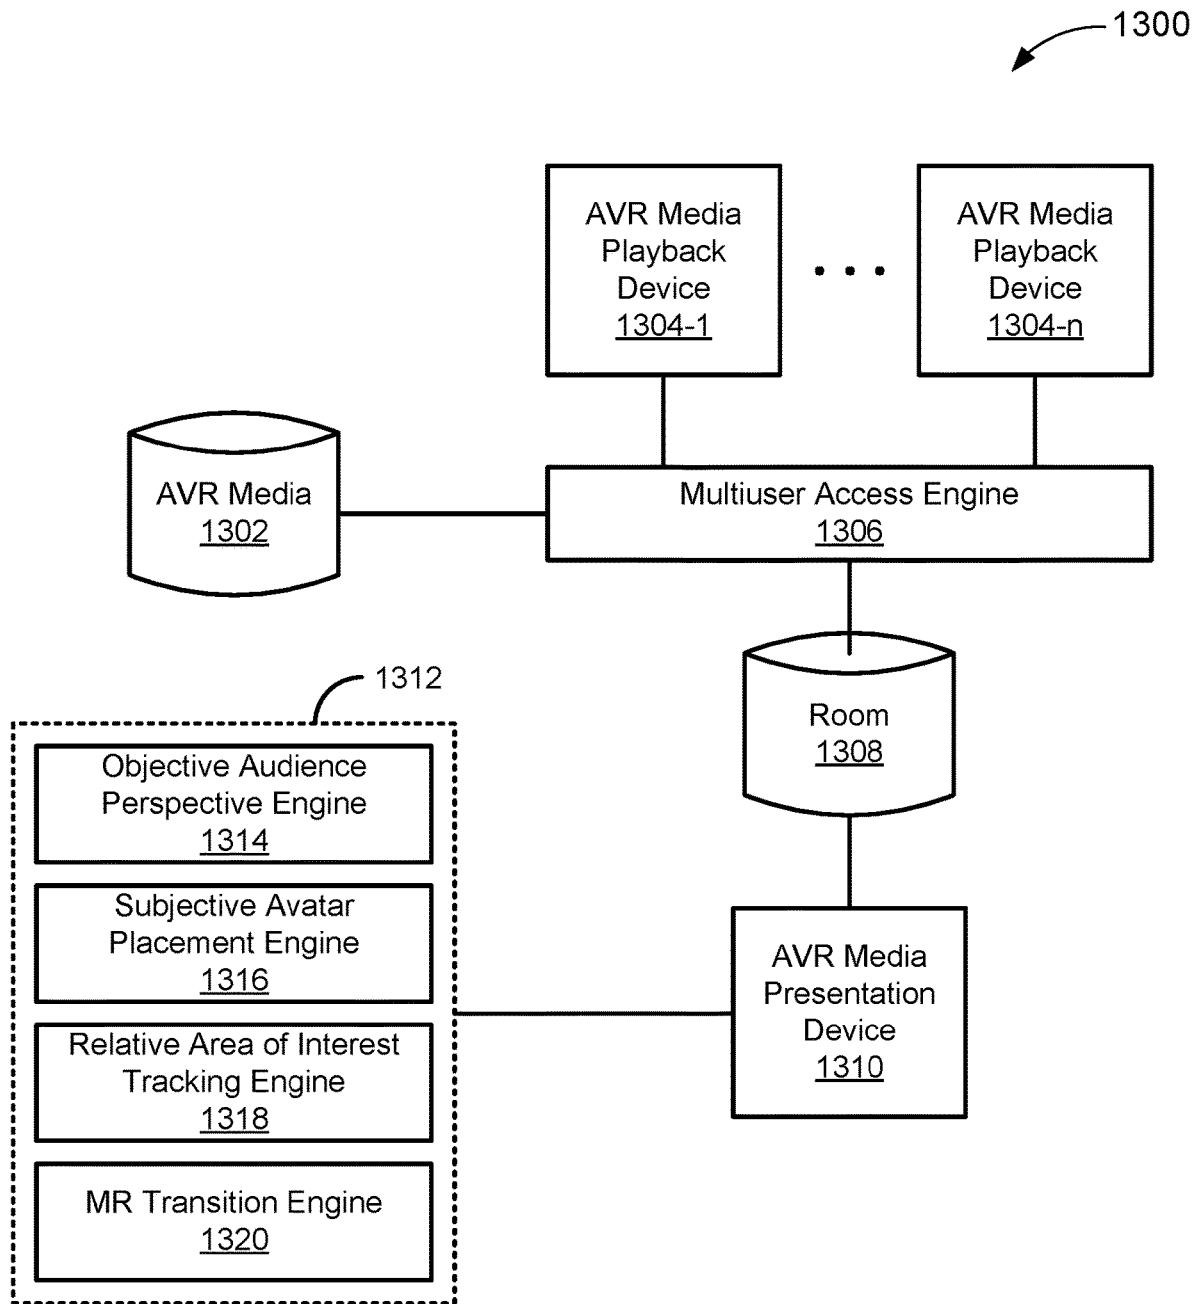 1300
AVR Media
Playback
Device
1304-1
• • •
AVR Media
Playback
Device
1304-n
AVR Media
1302
Multiuser Access Engine
1306
Room
1308
1312
Objective Audience
Perspective Engine
1314
Subjective Avatar
Placement Engine
1316
Relative Area of Interest
Tracking Engine
1318
MR Transition Engine
1320
AVR Media
Presentation
Device
1310